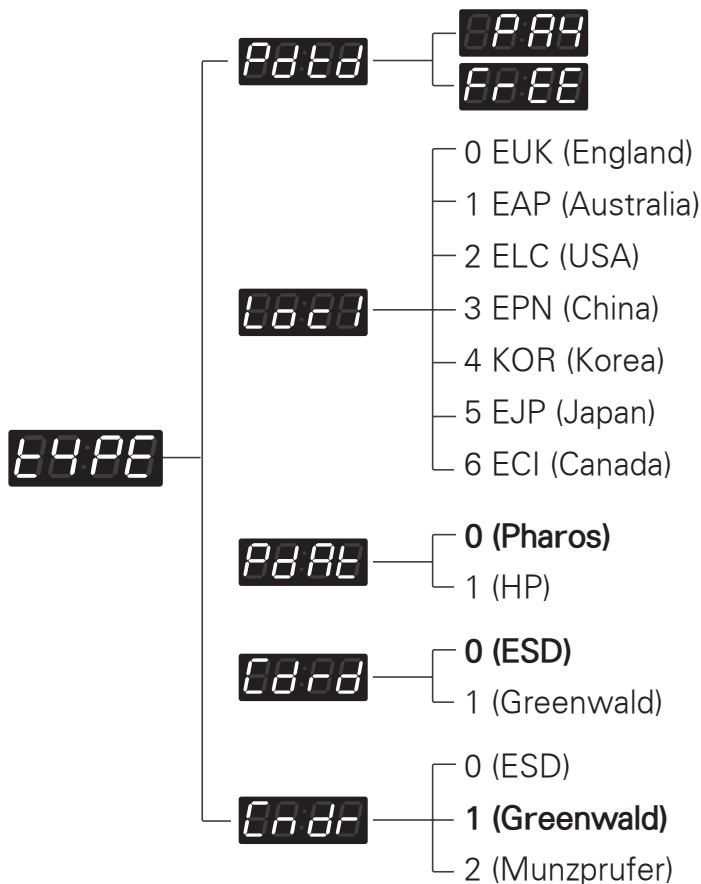 Pdtd
PAY
FrEE
0 EUK (England)
1 EAP (Australia)
2 ELC (USA)
Loc1
3 EPN (China)
4 KOR (Korea)
5 EJP (Japan)
tYPE
6 ECI (Canada)
0 (Pharos)
PdAt
1 (HP)
0 (ESD)
Cdrd
1 (Greenwald)
0 (ESD)
Cndr
1 (Greenwald)
2 (Munzprufer)